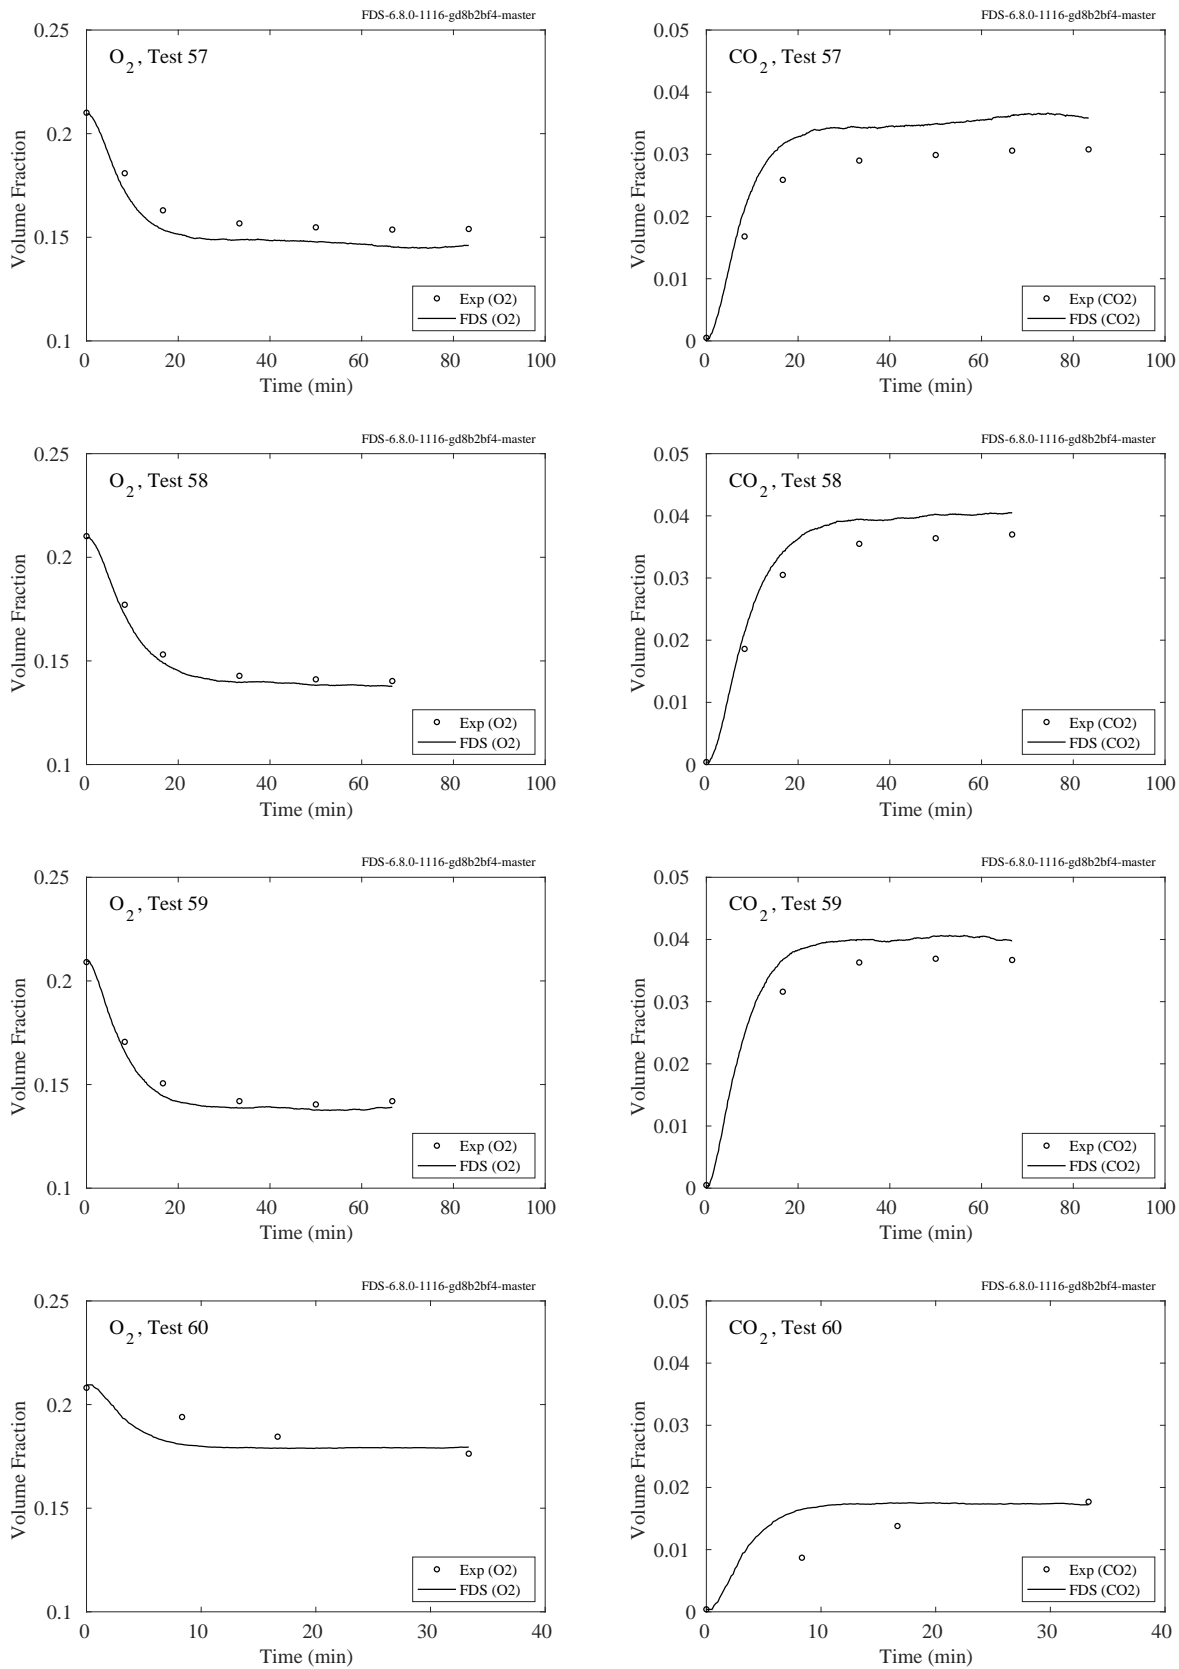 FDS-6.8.0-1116-gd8b2bf4-master
O2, Test 57
0.25
0.2
0.15
0.1
Volume Fraction
0 20 40 60 80 100
Time (min)
Exp (O2)
FDS (O2)
FDS-6.8.0-1116-gd8b2bf4-master
CO2, Test 57
0.05
0.04
0.03
0.02
0.01
0
Volume Fraction
0 20 40 60 80 100
Time (min)
Exp (CO2)
FDS (CO2)
FDS-6.8.0-1116-gd8b2bf4-master
O2, Test 58
0.25
0.2
0.15
0.1
Volume Fraction
0 20 40 60 80 100
Time (min)
Exp (O2)
FDS (O2)
FDS-6.8.0-1116-gd8b2bf4-master
CO2, Test 58
0.05
0.04
0.03
0.02
0.01
0
Volume Fraction
0 20 40 60 80 100
Time (min)
Exp (CO2)
FDS (CO2)
FDS-6.8.0-1116-gd8b2bf4-master
O2, Test 59
0.25
0.2
0.15
0.1
Volume Fraction
0 20 40 60 80 100
Time (min)
Exp (O2)
FDS (O2)
FDS-6.8.0-1116-gd8b2bf4-master
CO2, Test 59
0.05
0.04
0.03
0.02
0.01
0
Volume Fraction
0 20 40 60 80 100
Time (min)
Exp (CO2)
FDS (CO2)
FDS-6.8.0-1116-gd8b2bf4-master
O2, Test 60
0.25
0.2
0.15
0.1
Volume Fraction
0 10 20 30 40
Time (min)
Exp (O2)
FDS (O2)
FDS-6.8.0-1116-gd8b2bf4-master
CO2, Test 60
0.05
0.04
0.03
0.02
0.01
0
Volume Fraction
0 10 20 30 40
Time (min)
Exp (CO2)
FDS (CO2)